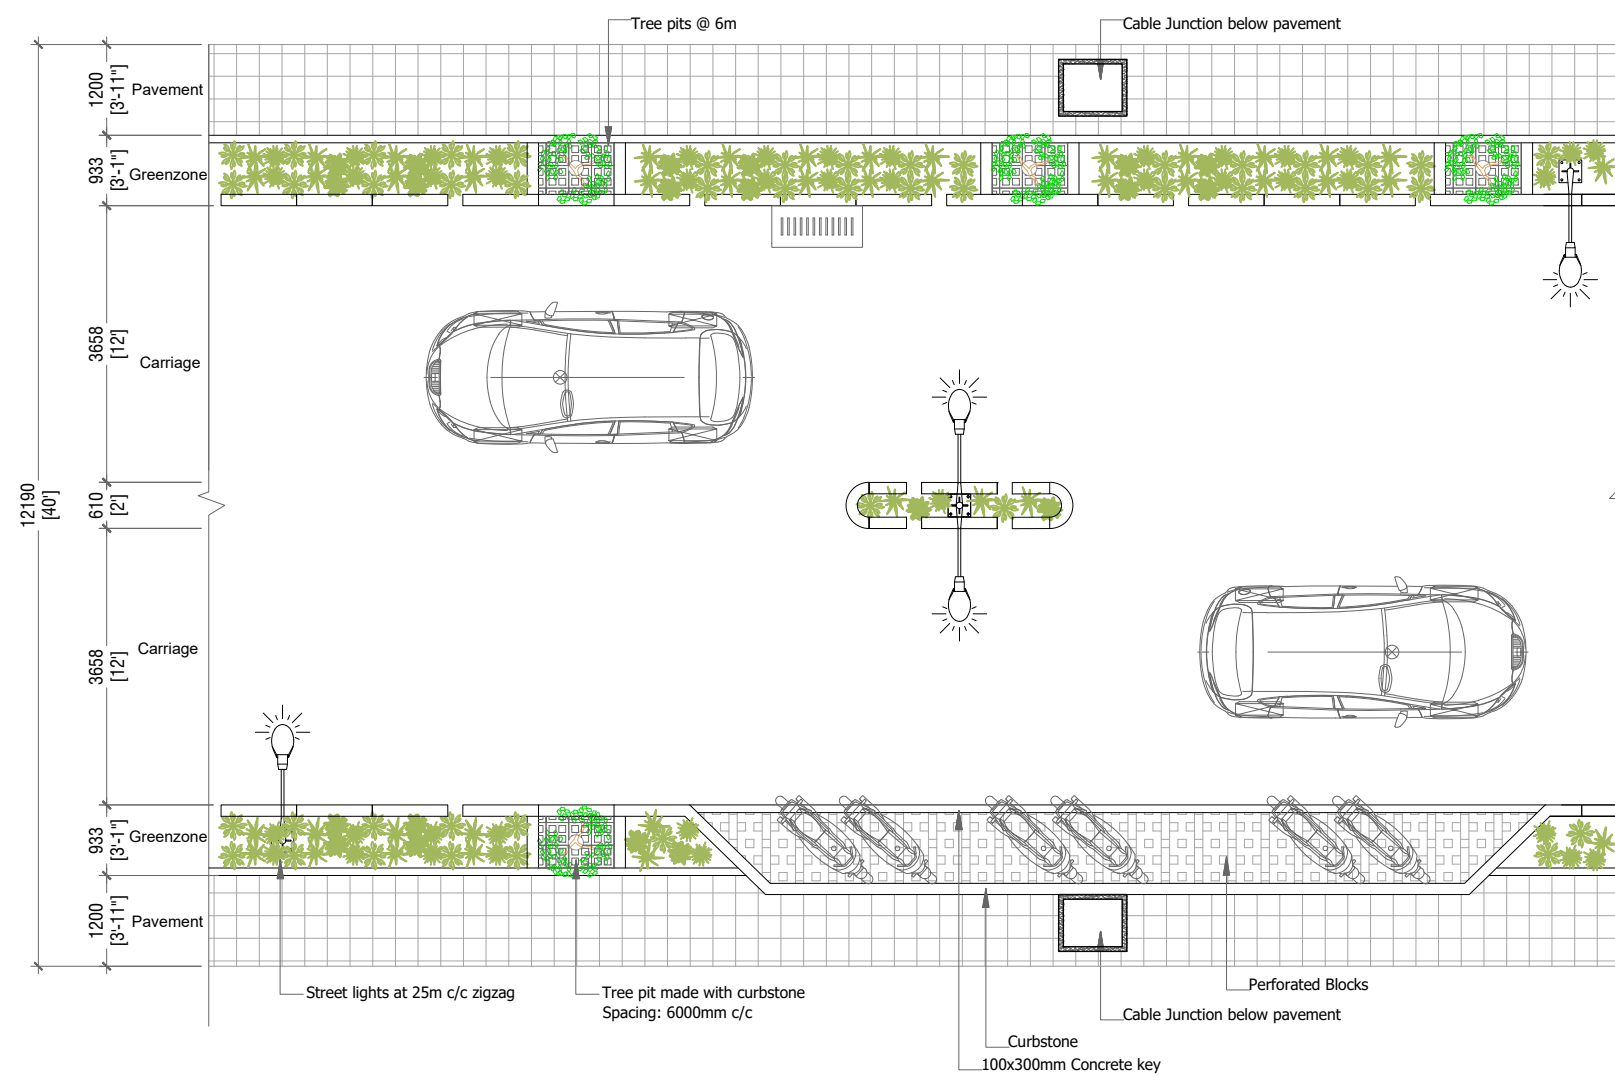 Tree pits @ 6m
Cable Junction below pavement
1200
[3'-11"]
Pavement
933
[3'-1"]
Greenzone
3658
[12']
Carriage
12190
[40']
610
[2']
3658
[12']
Carriage
933
[3'-1"]
Greenzone
1200
[3'-11"]
Pavement
Street lights at 25m c/c zigzag
Tree pit made with curbstone
Spacing: 6000mm c/c
Perforated Blocks
Cable Junction below pavement
Curbstone
100x300mm Concrete key